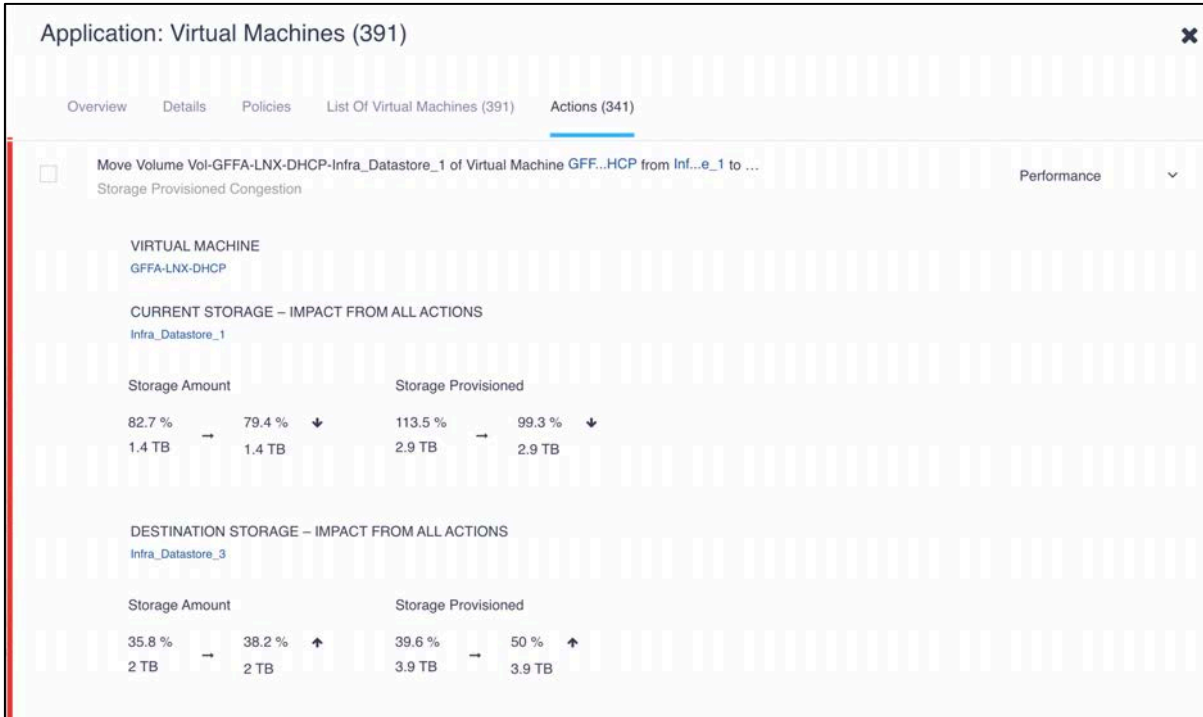 Application: Virtual Machines (391)
Overview Details Policies List Of Virtual Machines (391) Actions (341)
Move Volume Vol-GFFA-LNX-DHCP-Infra_Datastore_1 of Virtual Machine GFF...HCP from Inf...e_1 to ...
Performance
Storage Provisioned Congestion
VIRTUAL MACHINE
GFFA-LNX-DHCP
CURRENT STORAGE – IMPACT FROM ALL ACTIONS
Infra_Datastore_1
Storage Amount Storage Provisioned
82.7 % → 79.4 % ↓ 113.5 % → 99.3 % ↓
1.4 TB 1.4 TB 2.9 TB 2.9 TB
DESTINATION STORAGE – IMPACT FROM ALL ACTIONS
Infra_Datastore_3
Storage Amount Storage Provisioned
35.8 % → 38.2 % ↑ 39.6 % → 50 % ↑
2 TB 2 TB 3.9 TB 3.9 TB